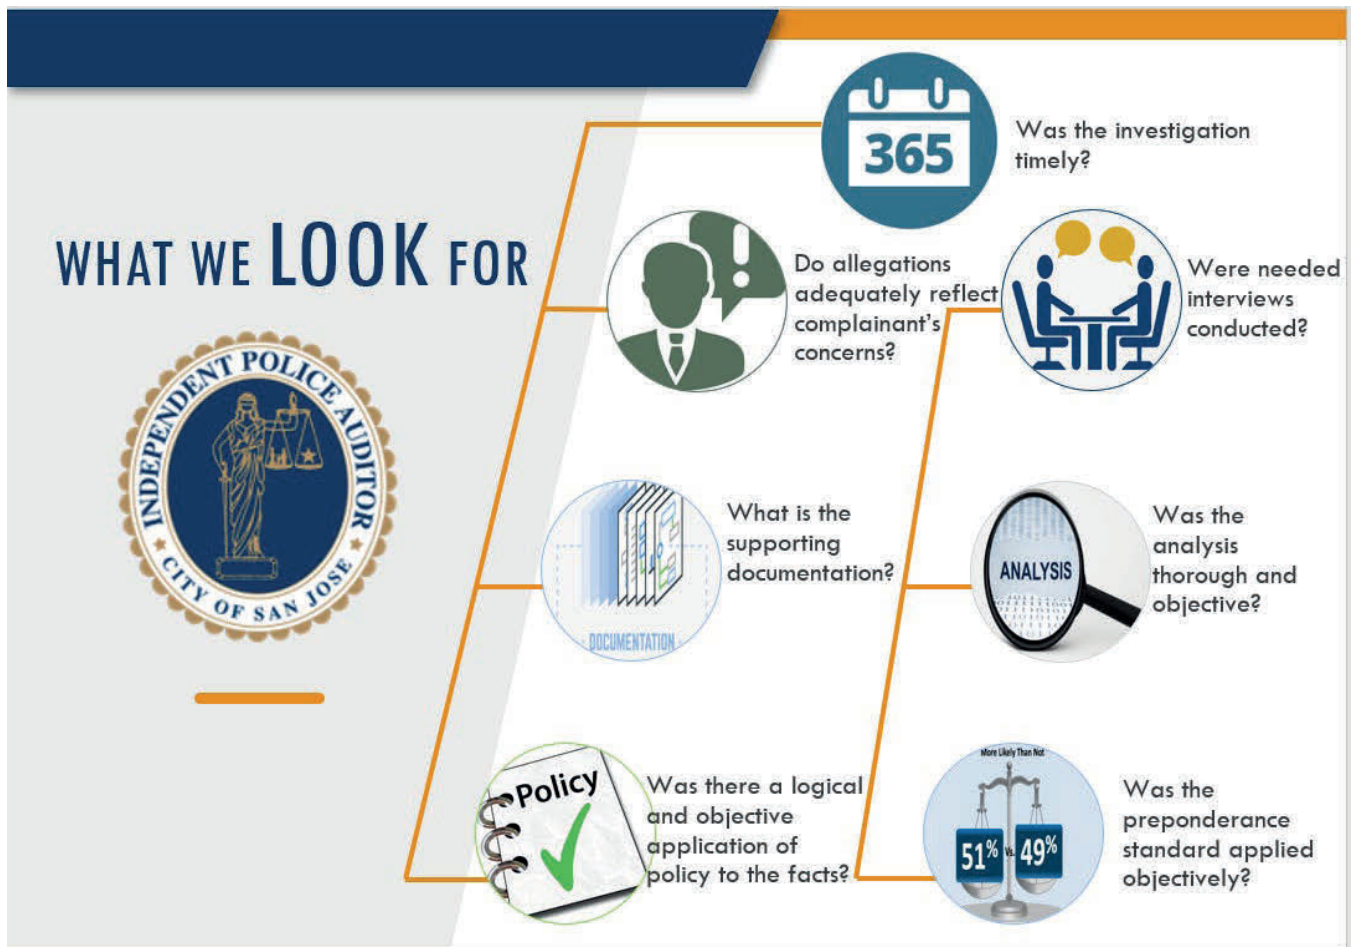 WHAT WE LOOK FOR
INDEPENDENT POLICE AUDITOR
CITY OF SAN JOSE
365
Was the investigation
timely?
Do allegations
adequately reflect
complainant's
concerns?
Were needed
interviews
conducted?
DOCUMENTATION
What is the
supporting
documentation?
ANALYSIS
Was the
analysis
thorough and
objective?
Policy
Was there a logical
and objective
application of
policy to the facts?
More Likely Than Not
51% Vs. 49%
Was the
preponderance
standard applied
objectively?